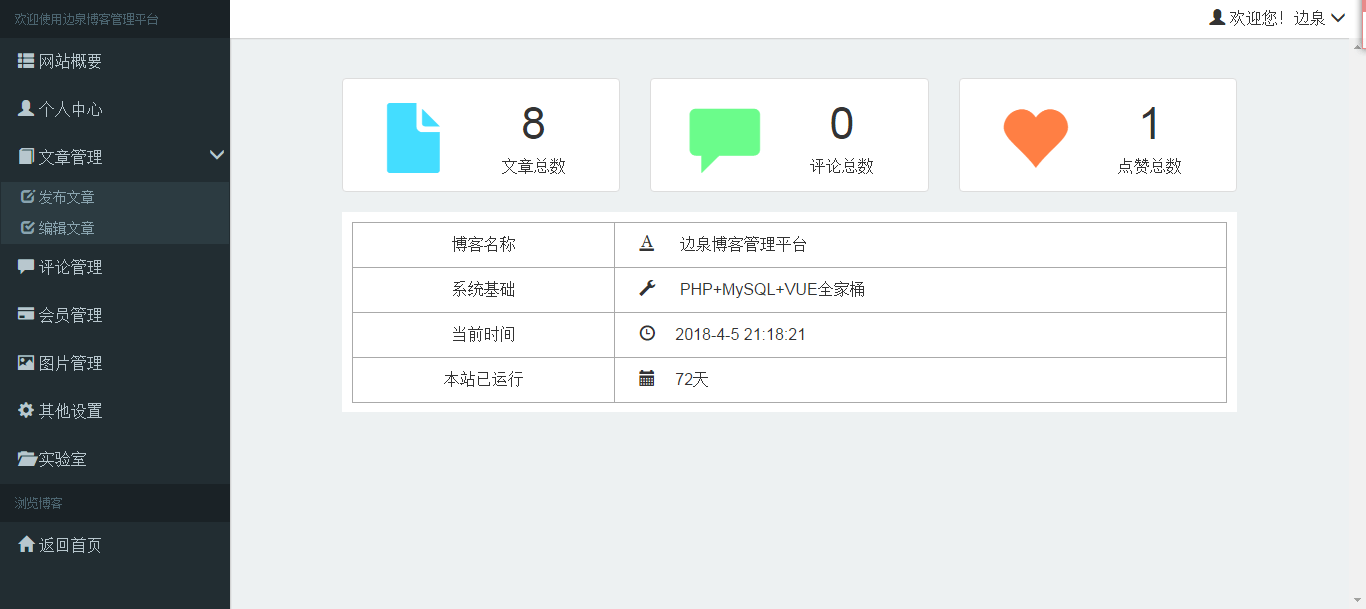 欢迎使用边泉博客管理平台
网站概要
个人中心
文章管理
发布文章
编辑文章
评论管理
会员管理
图片管理
其他设置
实验室
浏览博客
返回首页
欢迎您！边泉
8
文章总数
0
评论总数
1
点赞总数
博客名称 边泉博客管理平台
系统基础 PHP+MySQL+VUE全家桶
当前时间 2018-4-5 21:18:21
本站已运行 72天